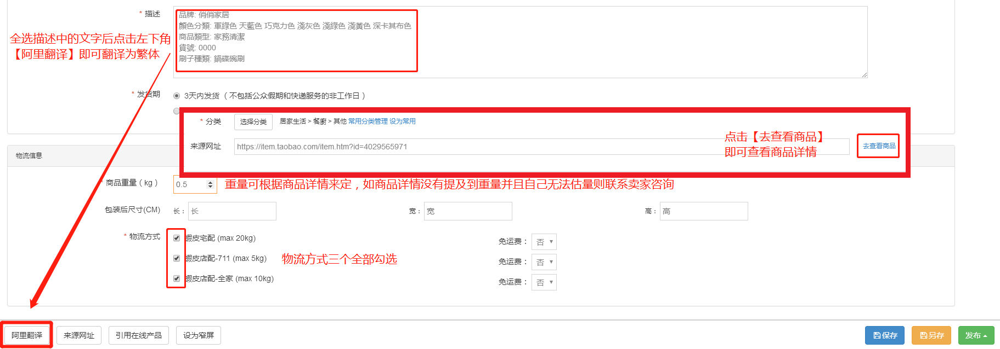 * 描述
品牌: 俏俏家居
顏色分類: 軍綠色 天藍色 巧克力色 淺灰色 淺綠色 淺黃色 深卡其布色
商品類型: 家務清潔
貨號: 0000
刷子種類: 鍋碟碗刷
全选描述中的文字后点击左下角
【阿里翻译】即可翻译为繁体
* 发货期
3天内发货 ( 不包括公众假期和快递服务的非工作日 )
* 分类 选择分类 居家生活 > 餐廚 > 其他 常用分类管理 设为常用
来源网址 https://item.taobao.com/item.htm?id=4029565971 去查看商品
点击【去查看商品】
即可查看商品详情
物流信息
* 商品重量 ( kg ) 0.5
重量可根据商品详情来定，如商品详情没有提及到重量并且自己无法估量则联系卖家咨询
包装后尺寸(CM) 长： 长 宽： 宽 高： 高
* 物流方式 蝦皮宅配 (max 20kg) 免运费： 否
蝦皮店配-711 (max 5kg) 免运费： 否
物流方式三个全部勾选
蝦皮店配-全家 (max 10kg) 免运费： 否
阿里翻译 来源网址 引用在线产品 设为窄屏 保存 另存 发布